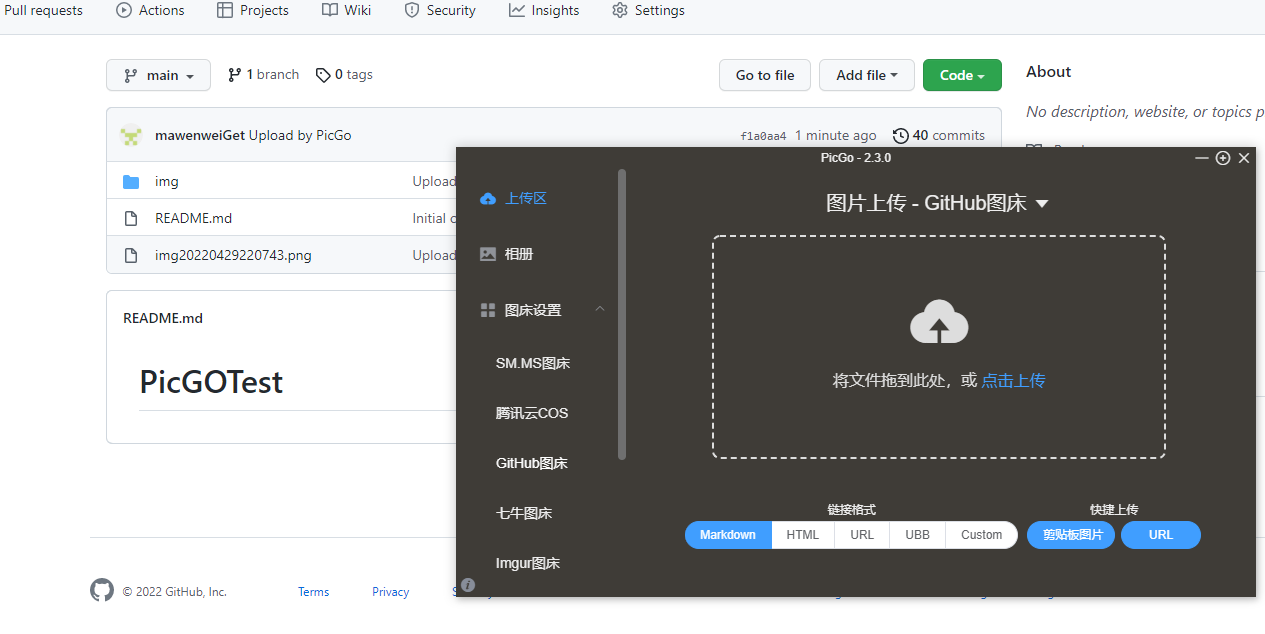 Pull requests Actions Projects Wiki Security Insights Settings
main 1 branch 0 tags Go to file Add file Code
About
No description, website, or topics p
mawenweiGet Upload by PicGo f1a0aa4 1 minute ago 40 commits
img Upload
README.md Initial c
img20220429220743.png Upload
README.md
PicGOTest
© 2022 GitHub, Inc. Terms Privacy
PicGo - 2.3.0
上传区
相册
图床设置
SM.MS图床
腾讯云COS
GitHub图床
七牛图床
Imgur图床
图片上传 - GitHub图床
将文件拖到此处，或 点击上传
链接格式 快捷上传
Markdown HTML URL UBB Custom 剪贴板图片 URL